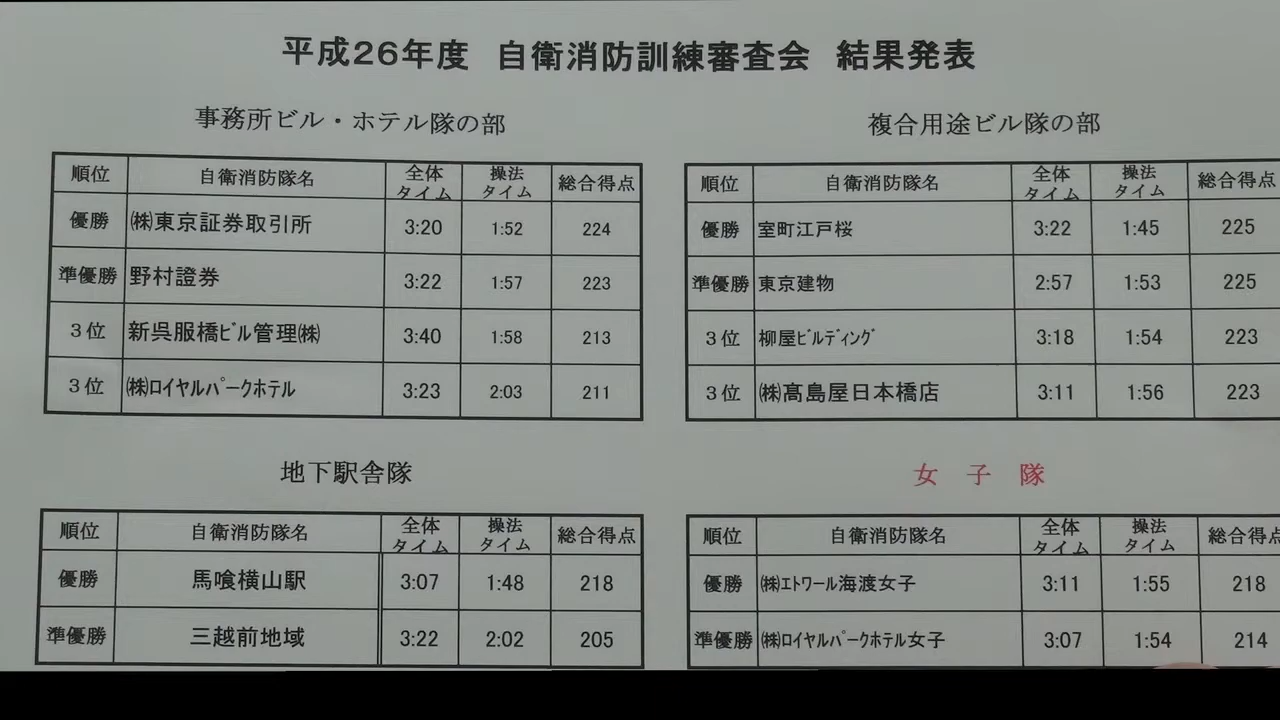 平成26年度 自衛消防訓練審査会 結果発表
事務所ビル・ホテル隊の部
順位 自衛消防隊名 全体タイム 操法タイム 総合得点
優勝 ㈱東京証券取引所 3:20 1:52 224
準優勝 野村證券 3:22 1:57 223
3位 新呉服橋ﾋﾞﾙ管理㈱ 3:40 1:58 213
3位 ㈱ﾛｲﾔﾙﾊﾟｰｸﾎﾃﾙ 3:23 2:03 211
複合用途ビル隊の部
順位 自衛消防隊名 全体タイム 操法タイム 総合得点
優勝 室町江戸桜 3:22 1:45 225
準優勝 東京建物 2:57 1:53 225
3位 柳屋ﾋﾞﾙﾃﾞｨﾝｸﾞ 3:18 1:54 223
3位 ㈱髙島屋日本橋店 3:11 1:56 223
地下駅舎隊
順位 自衛消防隊名 全体タイム 操法タイム 総合得点
優勝 馬喰横山駅 3:07 1:48 218
準優勝 三越前地域 3:22 2:02 205
女子隊
順位 自衛消防隊名 全体タイム 操法タイム 総合得点
優勝 ㈱ｴﾄﾜｰﾙ海渡女子 3:11 1:55 218
準優勝 ㈱ﾛｲﾔﾙﾊﾟｰｸﾎﾃﾙ女子 3:07 1:54 214